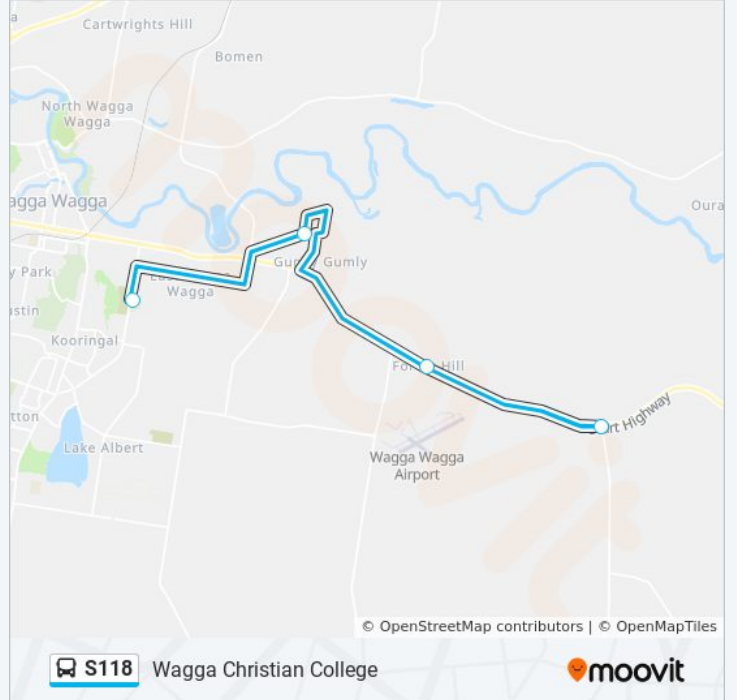 a
Cartwrights Hill
Bomen
North Wagga
Wagga
agga Wagga
Oura
y Park
Gum Gumly
Wagga
stin
Kooringal
Hill
tton
rt Highway
Lake Albert
Wagga Wagga
Airport
© OpenStreetMap contributors | © OpenMapTiles
S118 Wagga Christian College
moovit